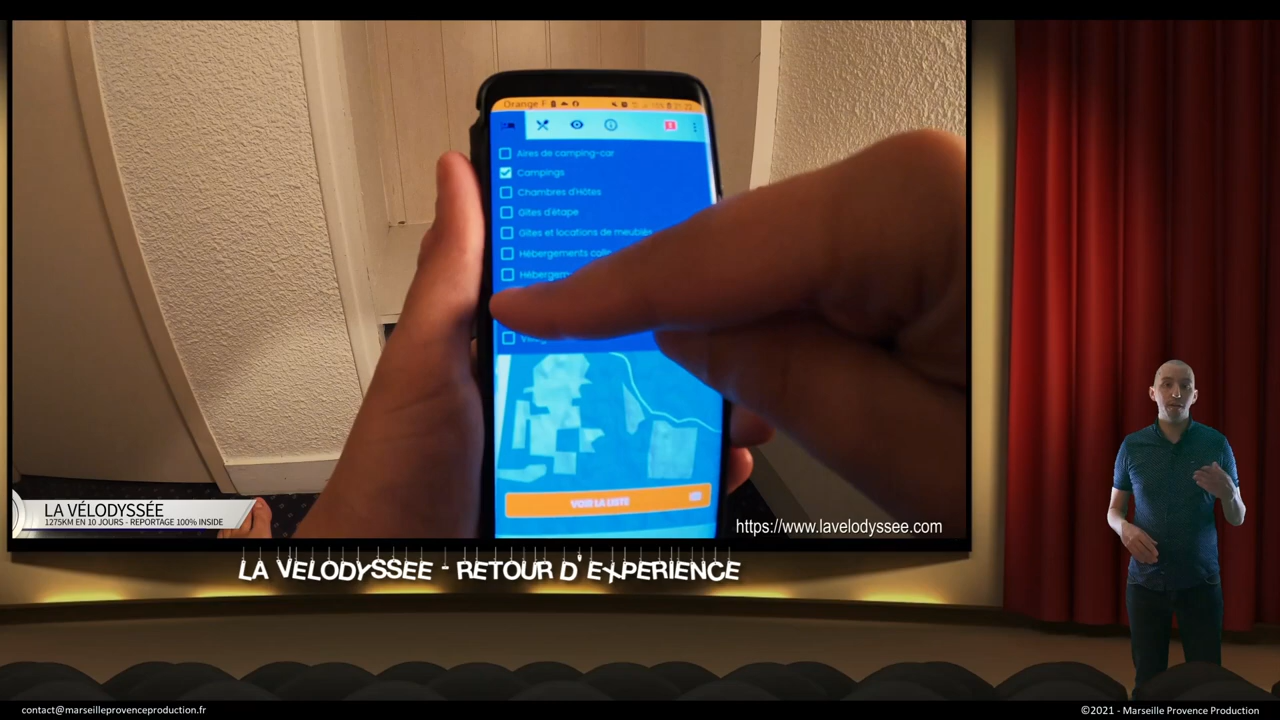 Orange F
Aires de camping-car
Campings
Chambres d'Hôtes
Gîtes d'étape
Gîtes et locations de meublés
Hébergements
VOIR LA LISTE
LA VÉLODYSSÉE
1275KM EN 10 JOURS - REPORTAGE 100% INSIDE
https://www.lavelodyssee.com
LA VELODYSSEE - RETOUR D'EXPERIENCE
contact@marseilleprovenceproduction.fr
©2021 - Marseille Provence Production